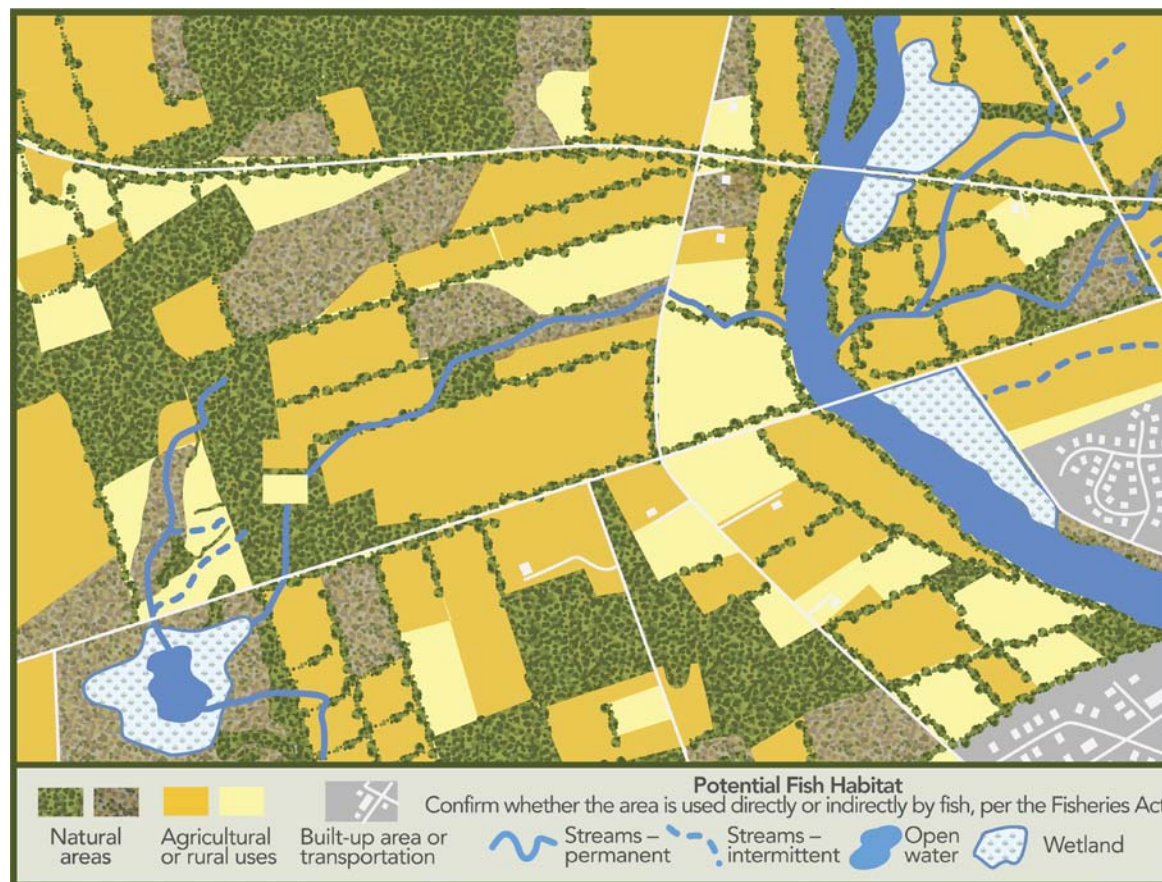 Potential Fish Habitat
Confirm whether the area is used directly or indirectly by fish, per the Fisheries Act
Natural
areas
Agricultural
or rural uses
Built-up area or
transportation
Streams –
permanent
Streams –
intermittent
Open
water
Wetland